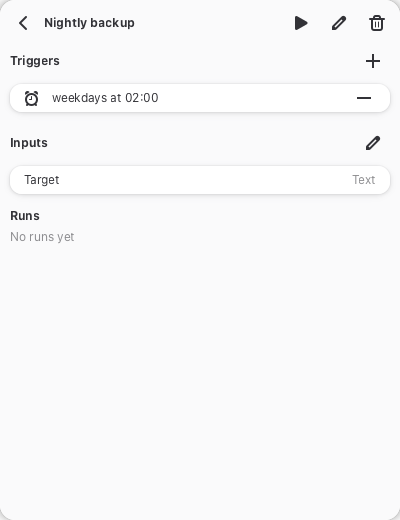 Nightly backup
Triggers
weekdays at 02:00
Inputs
Target Text
Runs
No runs yet